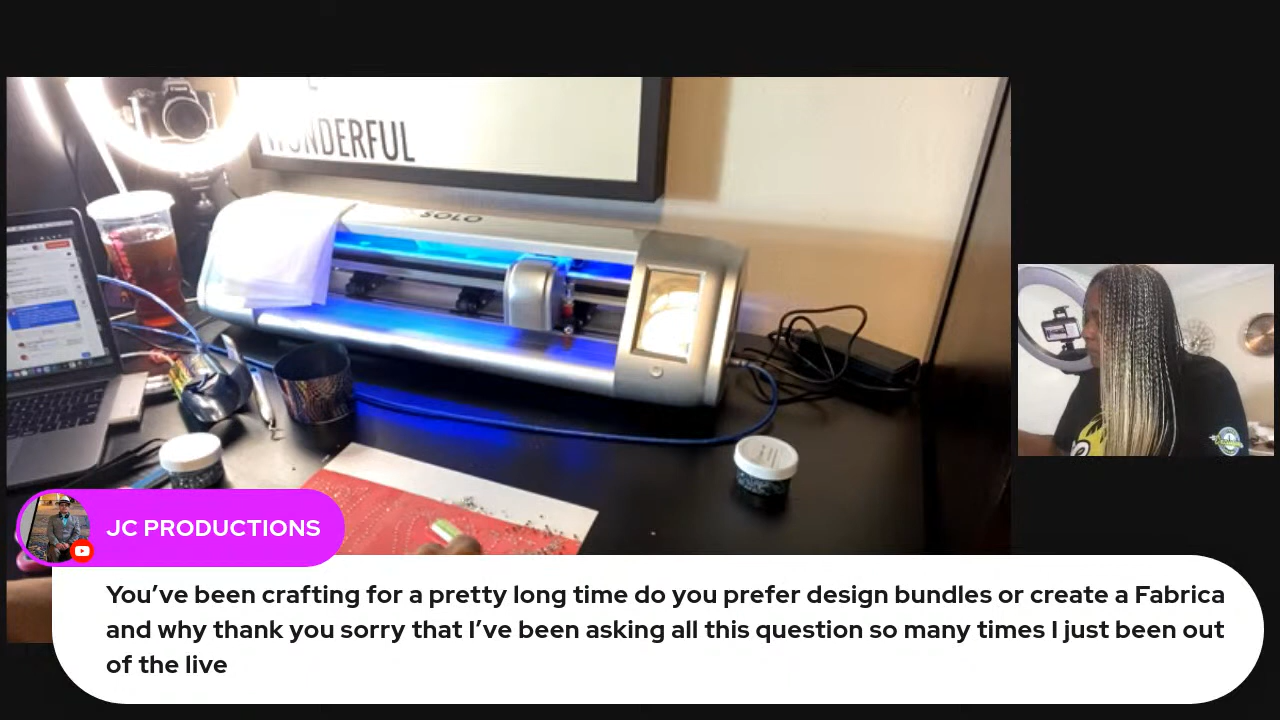 WONDERFUL
SOLO
JC PRODUCTIONS
You've been crafting for a pretty long time do you prefer design bundles or create a Fabrica
and why thank you sorry that I've been asking all this question so many times I just been out
of the live